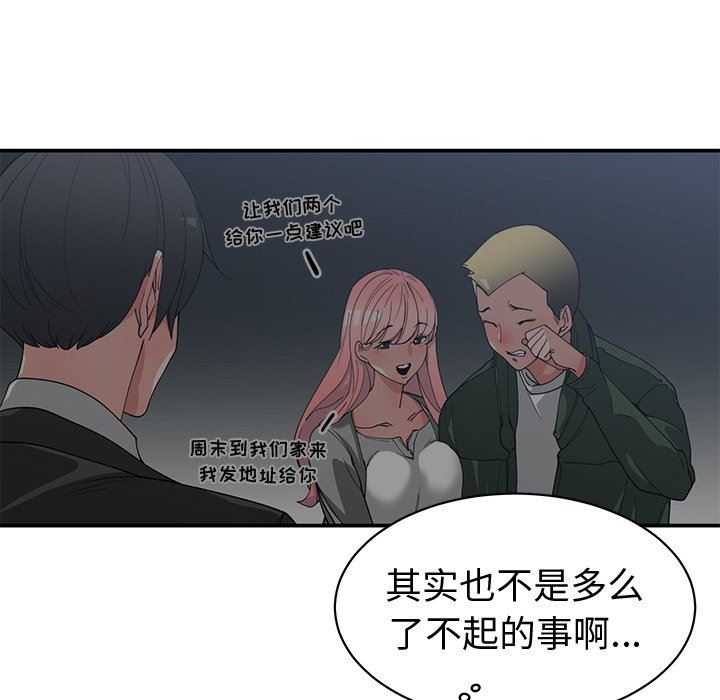 让我们两个
给你一点建议吧
周末到我们家来
我发地址给你
其实也不是多么
了不起的事啊...